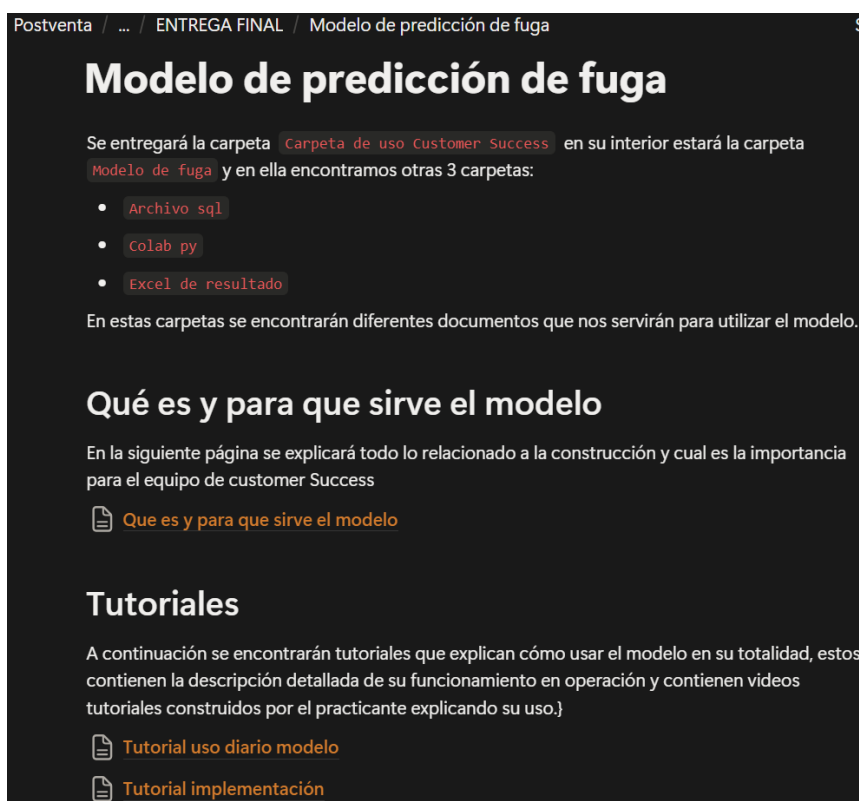 Postventa / ... / ENTREGA FINAL / Modelo de predicción de fuga
Modelo de predicción de fuga
Se entregará la carpeta Carpeta de uso Customer Success en su interior estará la carpeta
Modelo de fuga y en ella encontramos otras 3 carpetas:
• Archivo sql
• Colab py
• Excel de resultado
En estas carpetas se encontrarán diferentes documentos que nos servirán para utilizar el modelo.
Qué es y para que sirve el modelo
En la siguiente página se explicará todo lo relacionado a la construcción y cual es la importancia
para el equipo de customer Success
Que es y para que sirve el modelo
Tutoriales
A continuación se encontrarán tutoriales que explican cómo usar el modelo en su totalidad, estos
contienen la descripción detallada de su funcionamiento en operación y contienen videos
tutoriales construidos por el practicante explicando su uso.}
Tutorial uso diario modelo
Tutorial implementación